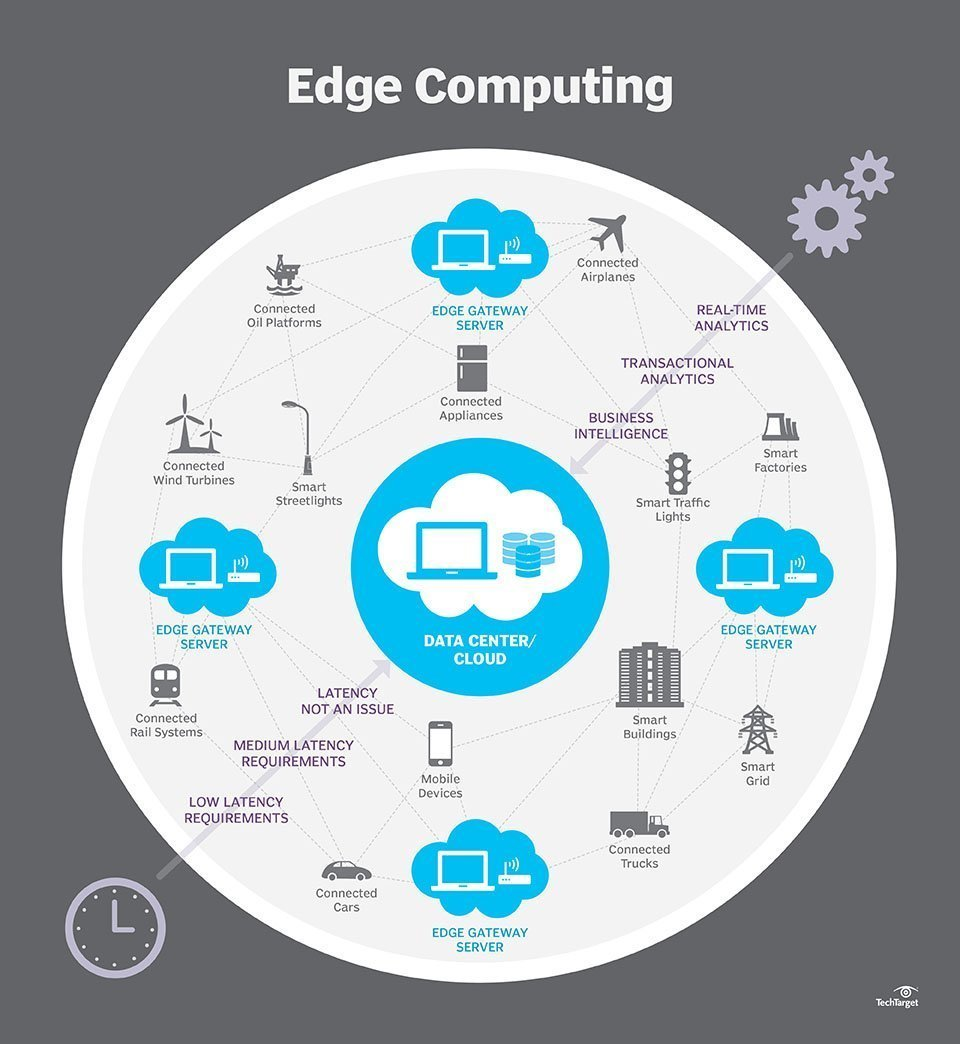 Edge Computing
EDGE GATEWAY
SERVER
Connected
Airplanes
Connected
Oil Platforms
REAL-TIME
ANALYTICS
TRANSACTIONAL
ANALYTICS
BUSINESS
INTELLIGENCE
Connected
Appliances
Connected
Wind Turbines
Smart
Streetlights
Smart
Factories
Smart Traffic
Lights
EDGE GATEWAY
SERVER
DATA CENTER/
CLOUD
EDGE GATEWAY
SERVER
Connected
Rail Systems
LATENCY
NOT AN ISSUE
MEDIUM LATENCY
REQUIREMENTS
LOW LATENCY
REQUIREMENTS
Mobile
Devices
Smart
Buildings
Smart
Grid
Connected
Trucks
Connected
Cars
EDGE GATEWAY
SERVER
TechTarget